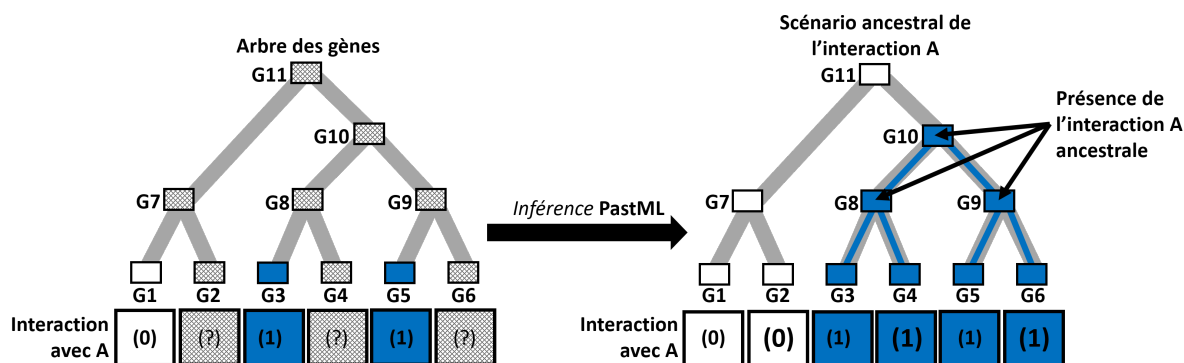 Arbre des gènes
G11
G10
G7
G8
G9
G1
G2
G3
G4
G5
G6
Interaction
avec A
(0)
(?)
(1)
(?)
(1)
(?)
Inférence PastML
Scénario ancestral de
l'interaction A
G11
G10
G7
G8
G9
Présence de
l'interaction A
ancestrale
G1
G2
G3
G4
G5
G6
Interaction
avec A
(0)
(0)
(1)
(1)
(1)
(1)